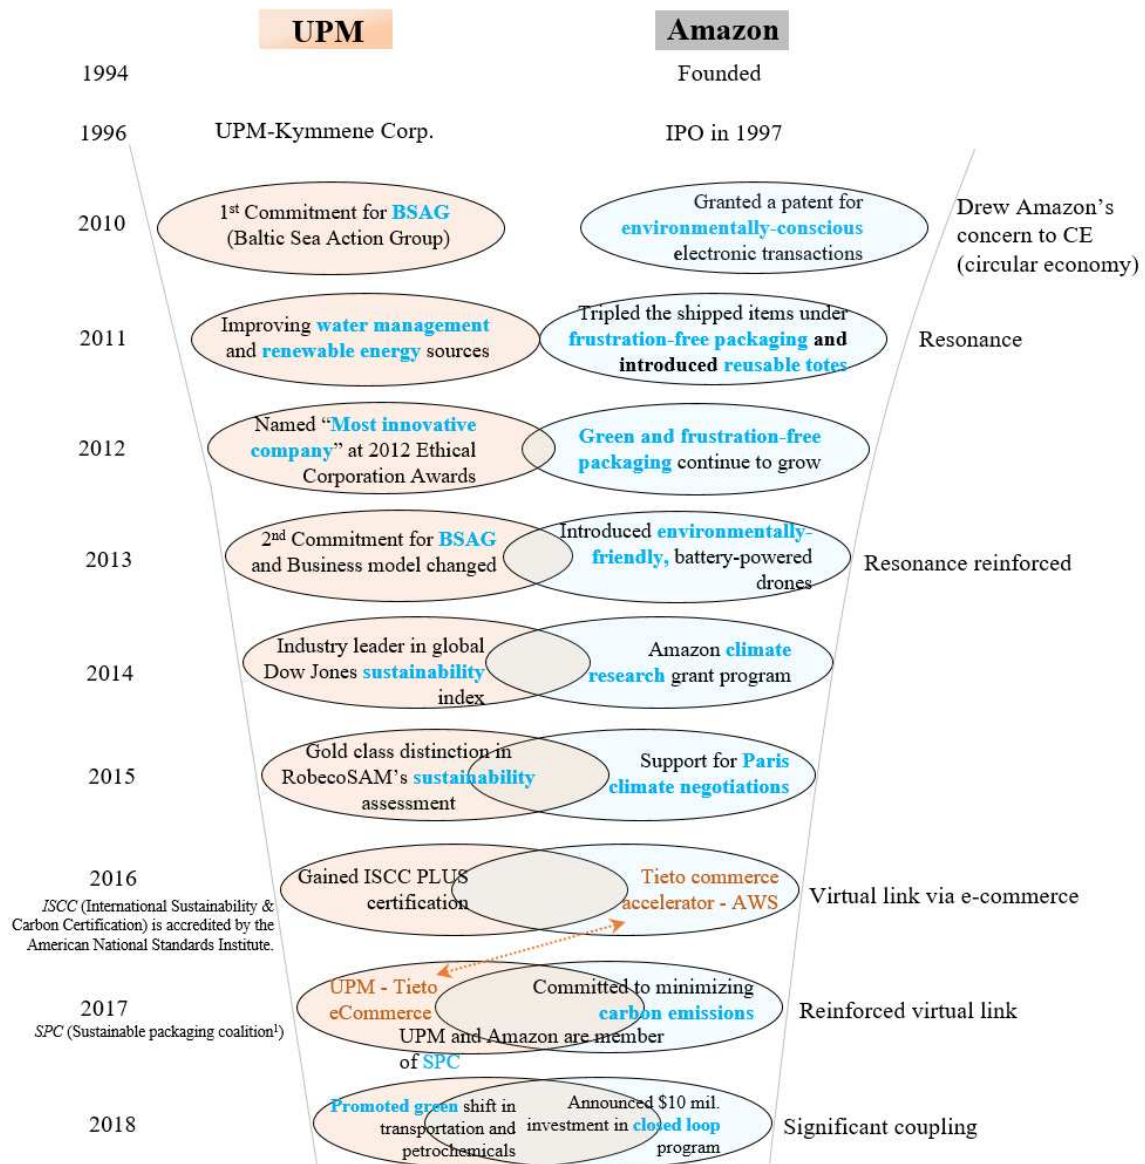 UPM
Amazon
1994
Founded
1996
UPM-Kymmene Corp.
IPO in 1997
2010
1st Commitment for BSAG
(Baltic Sea Action Group)
Granted a patent for
environmentally-conscious
electronic transactions
Drew Amazon's
concern to CE
(circular economy)
2011
Improving water management
and renewable energy sources
Tripled the shipped items under
frustration-free packaging and
introduced reusable totes
Resonance
2012
Named “Most innovative
company” at 2012 Ethical
Corporation Awards
Green and frustration-free
packaging continue to grow
2013
2nd Commitment for BSAG
and Business model changed
Introduced environmentally-
friendly, battery-powered
drones
Resonance reinforced
2014
Industry leader in global
Dow Jones sustainability
index
Amazon climate
research grant program
2015
Gold class distinction in
RobecoSAM’s sustainability
assessment
Support for Paris
climate negotiations
2016
ISCC (International Sustainability &
Carbon Certification) is accredited by the
American National Standards Institute.
Gained ISCC PLUS
certification
Tieto commerce
accelerator - AWS
Virtual link via e-commerce
2017
SPC (Sustainable packaging coalition1)
UPM - Tieto
eCommerce
Committed to minimizing
carbon emissions
UPM and Amazon are member
of SPC
Reinforced virtual link
2018
Promoted green shift in
transportation and
petrochemicals
Announced $10 mil.
investment in closed loop
program
Significant coupling